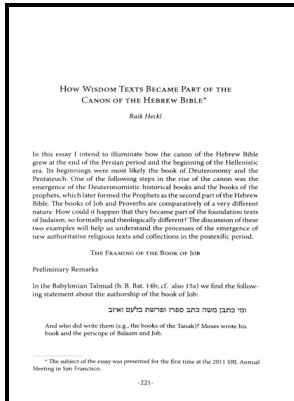 HOW WISDOM TEXTS BECAME PART OF THE
CANON OF THE HEBREW BIBLE*
Raik Heckl
In this essay I intend to illuminate how the canon of the Hebrew Bible
grew at the end of the Persian period and the beginning of the Hellenistic
era. Its beginnings were most likely the book of Deuteronomy and the
Pentateuch. One of the following steps in the rise of the canon was the
emergence of the Deuteronomistic historical books and the books of the
prophets, which later formed the Prophets as the second part of the Hebrew
Bible. The books of Job and Proverbs are comparatively of a very different
nature. How could it happen that they became part of the foundation texts
of Judaism, so formally and theologically different? The discussion of these
two examples will help us understand the processes of the emergence of
new authoritative religious texts and collections in the postexilic period.
THE FRAMING OF THE BOOK OF JOB
Preliminary Remarks
In the Babylonian Talmud (b. B. Bat. 14b; cf. also 15a) we find the follow-
ing statement about the authorship of the book of Job:
ומי כתבן משה כתב ספרו ופרשת בלעם ואיוב
And who did write them (e.g., the books of the Tanak)? Moses wrote his
book and the pericope of Balaam and Job.
* The subject of the essay was presented for the first time at the 2011 SBL Annual
Meeting in San Francisco.
-221-